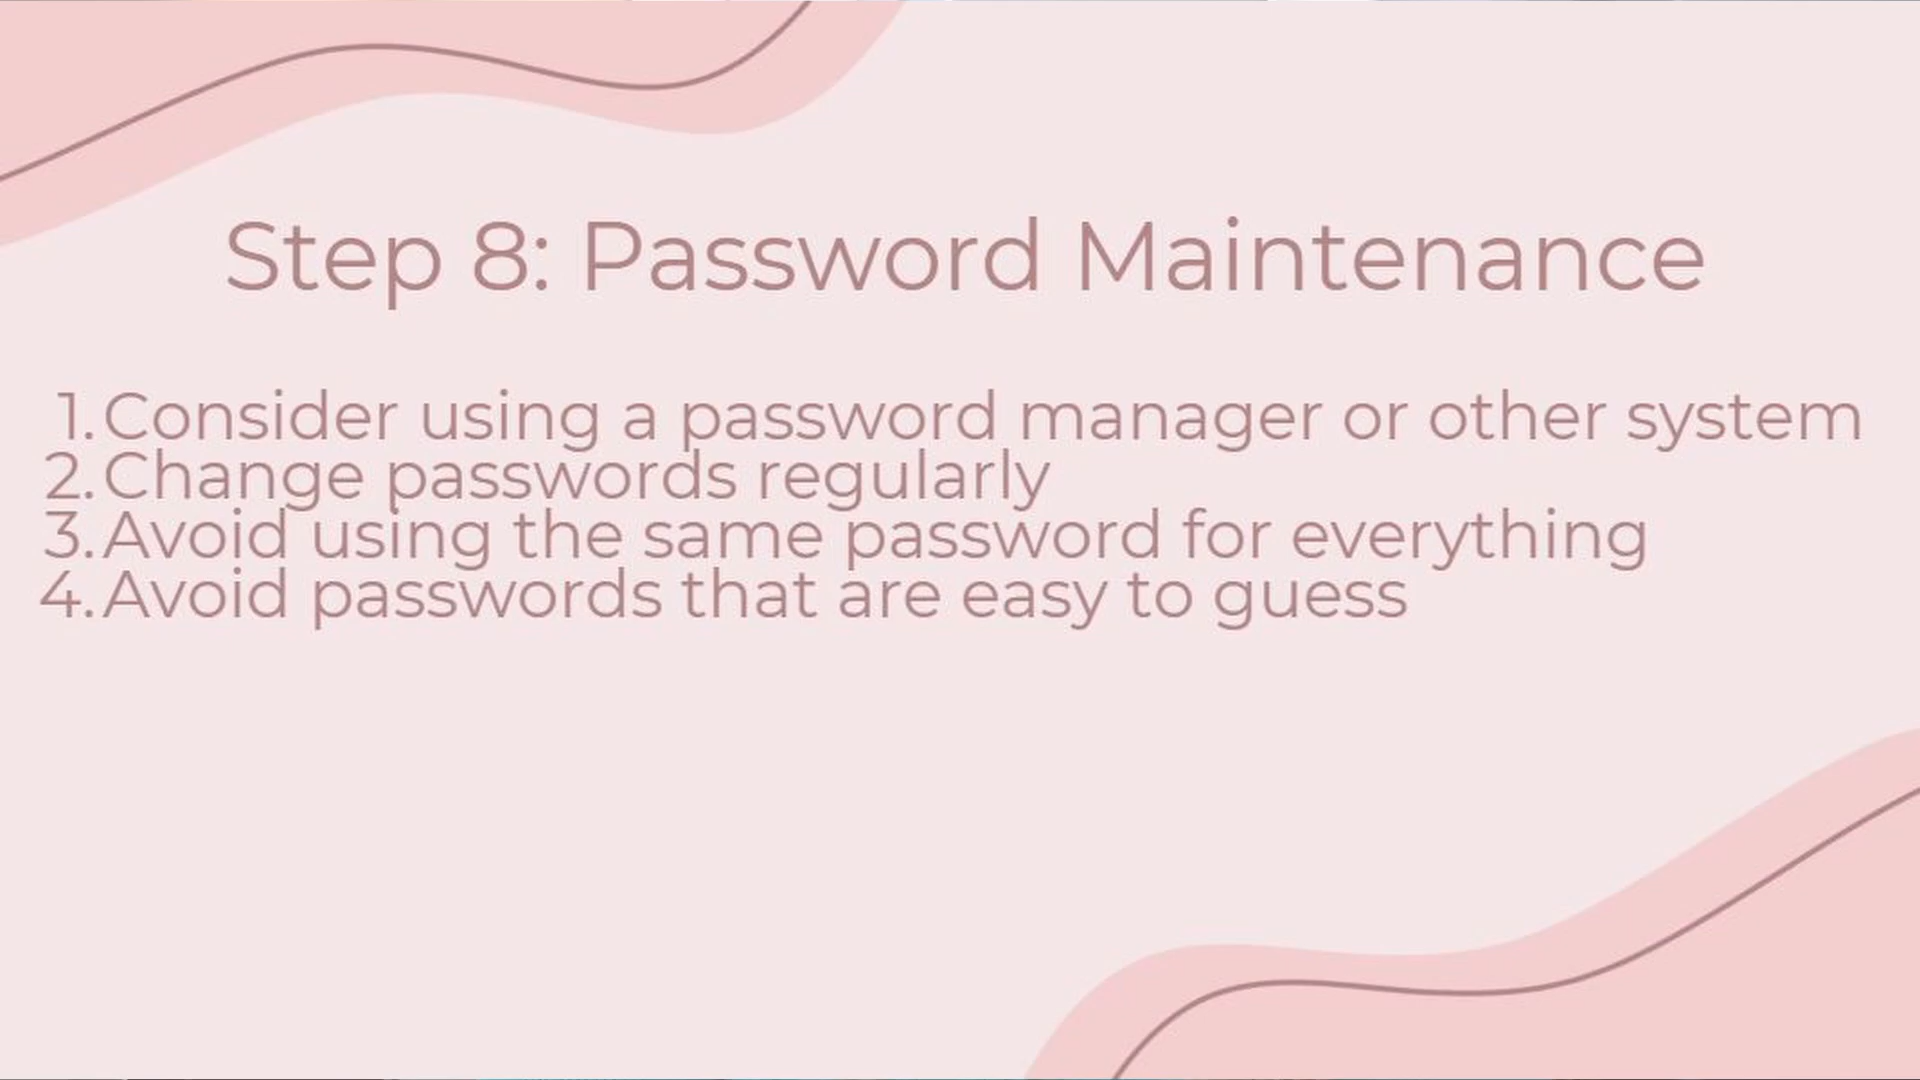 Step 8: Password Maintenance
1. Consider using a password manager or other system
2. Change passwords regularly
3. Avoid using the same password for everything
4. Avoid passwords that are easy to guess